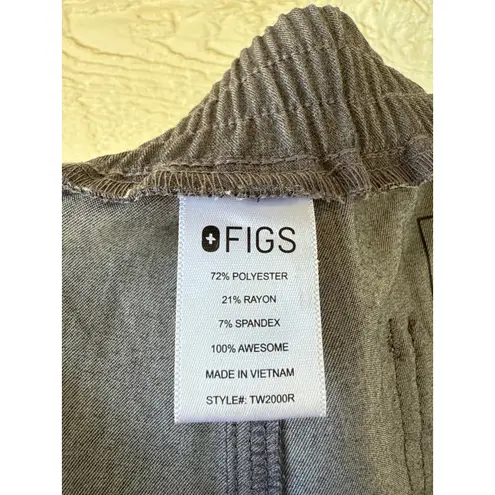 FIGS
72% POLYESTER
21% RAYON
7% SPANDEX
100% AWESOME
MADE IN VIETNAM
STYLE#: TW2000R